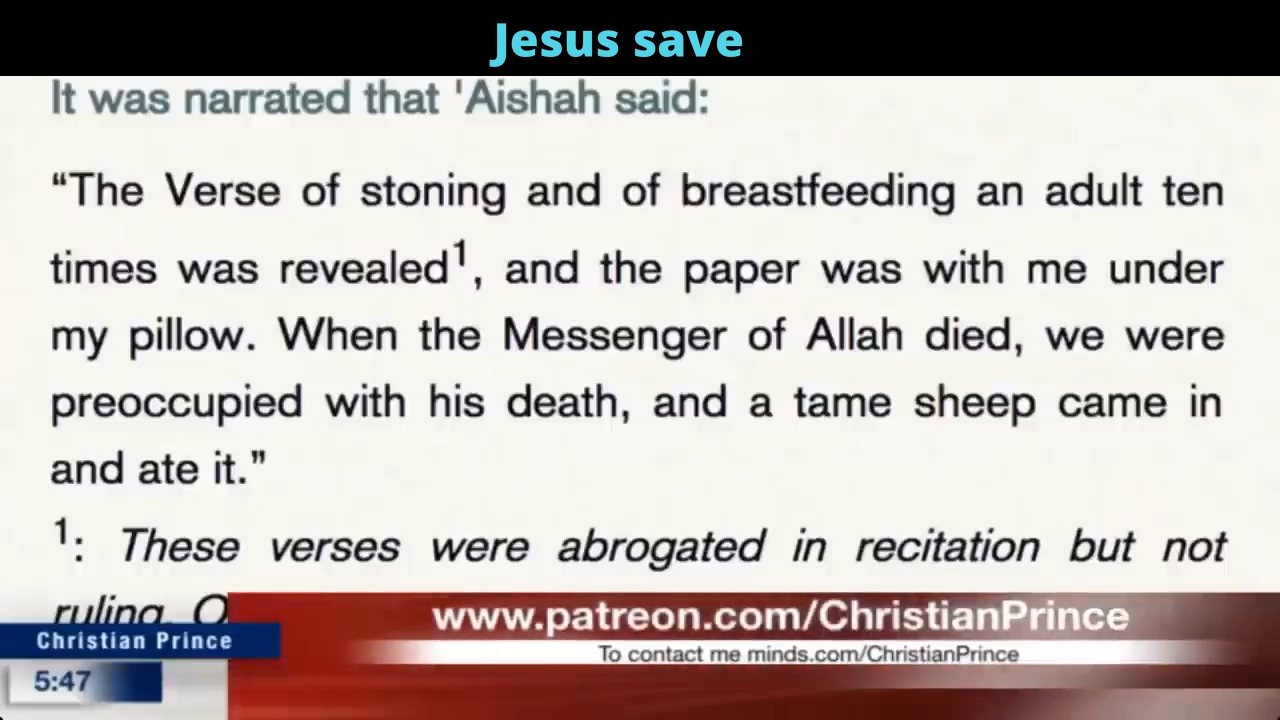 Jesus save
It was narrated that 'Aishah said:
“The Verse of stoning and of breastfeeding an adult ten
times was revealed¹, and the paper was with me under
my pillow. When the Messenger of Allah died, we were
preoccupied with his death, and a tame sheep came in
and ate it.”
¹: These verses were abrogated in recitation but not
ruling. O
www.patreon.com/ChristianPrince
Christian Prince
To contact me minds.com/ChristianPrince
5:47